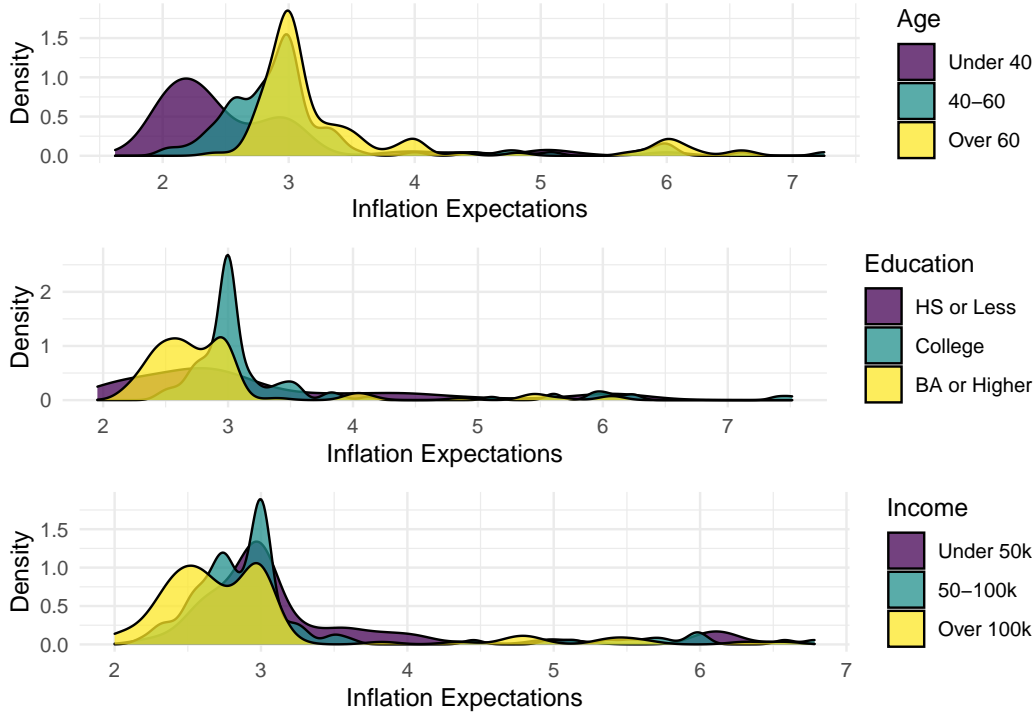 Age
Under 40
40−60
Over 60
Density
1.5
1.0
0.5
0.0
2 3 4 5 6 7
Inflation Expectations
Education
HS or Less
College
BA or Higher
Density
2
1
0
2 3 4 5 6 7
Inflation Expectations
Income
Under 50k
50−100k
Over 100k
Density
1.5
1.0
0.5
0.0
2 3 4 5 6 7
Inflation Expectations